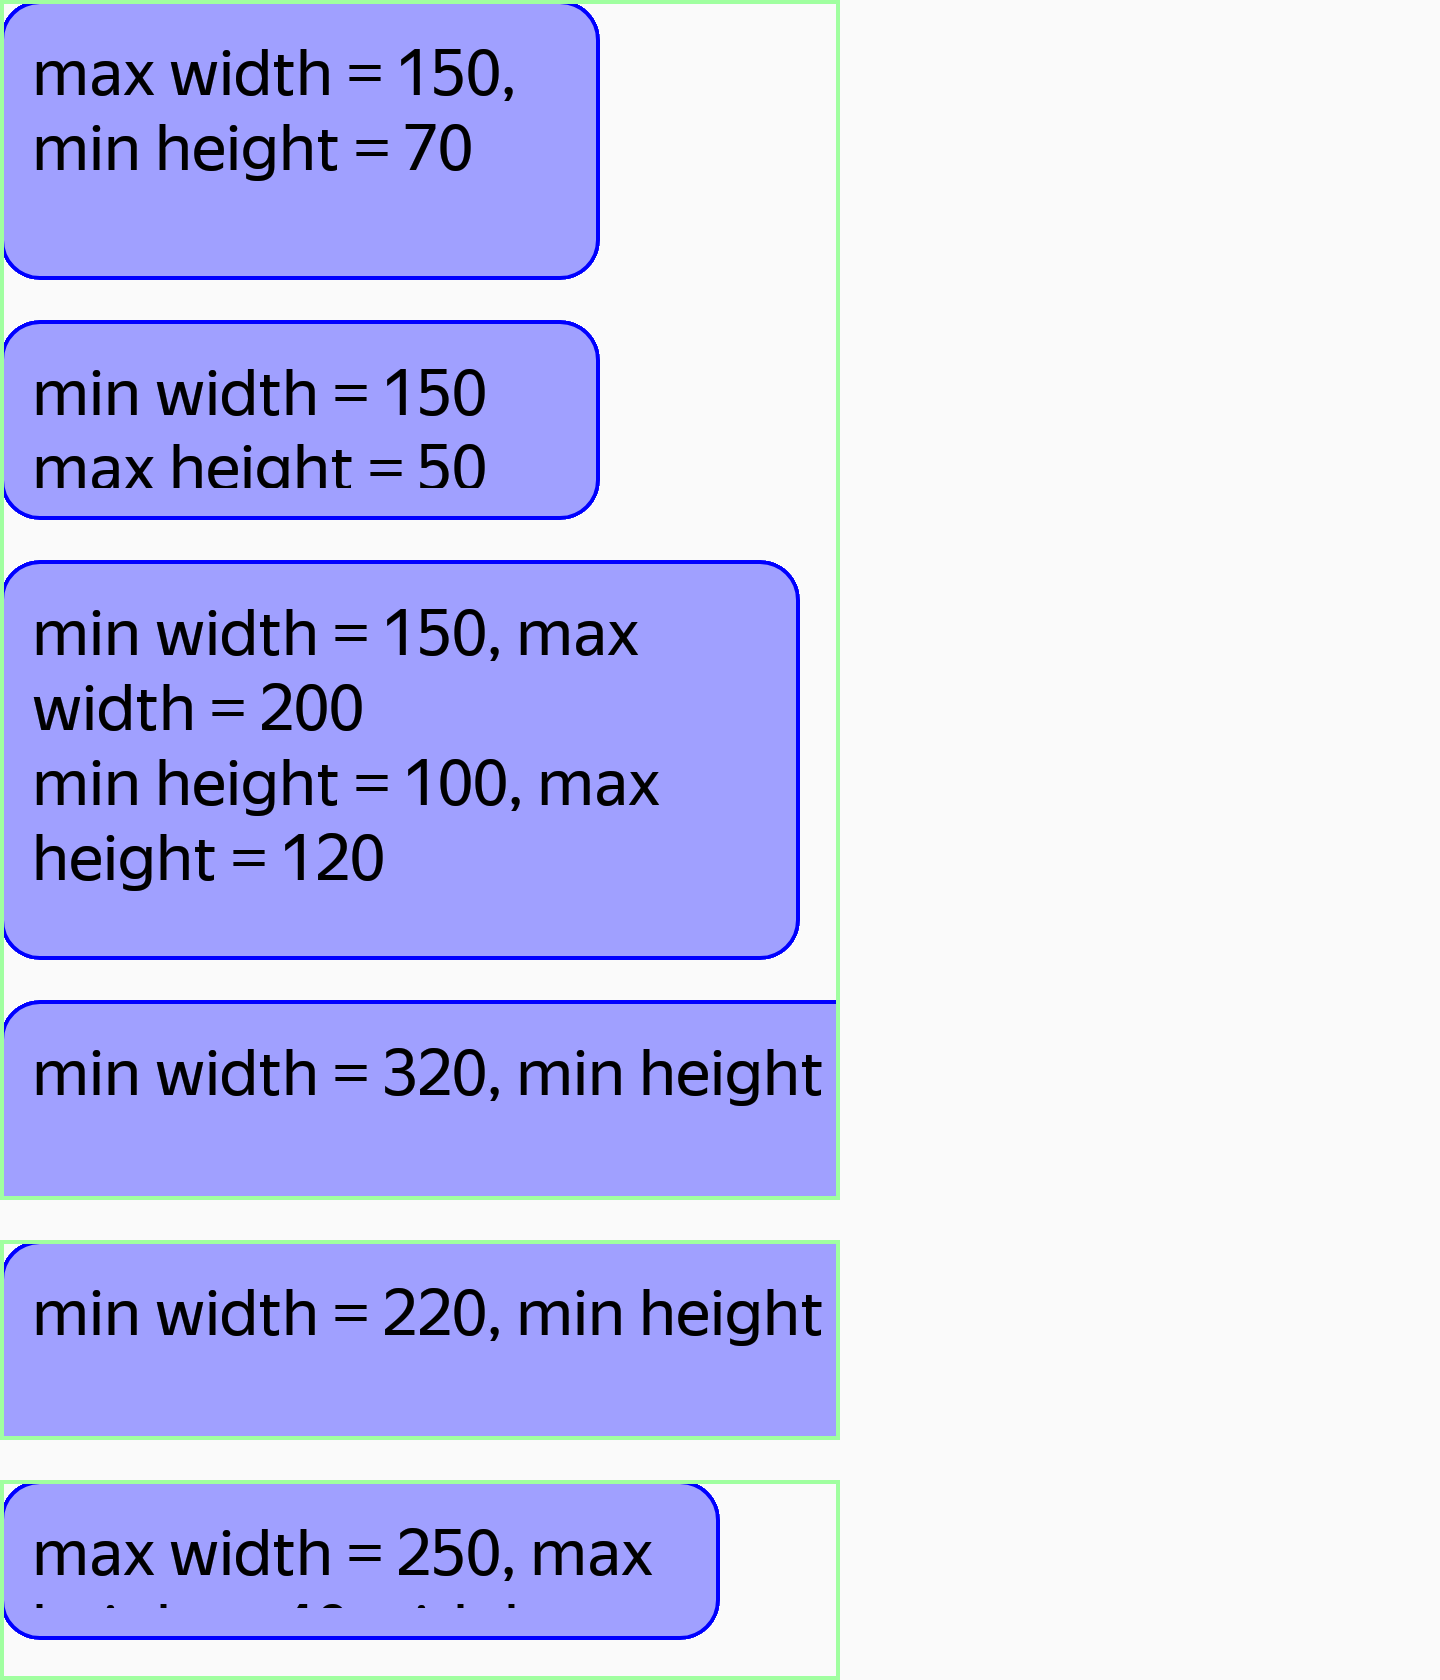 max width = 150,
min height = 70
min width = 150
max height = 50
min width = 150, max
width = 200
min height = 100, max
height = 120
min width = 320, min height
min width = 220, min height
max width = 250, max